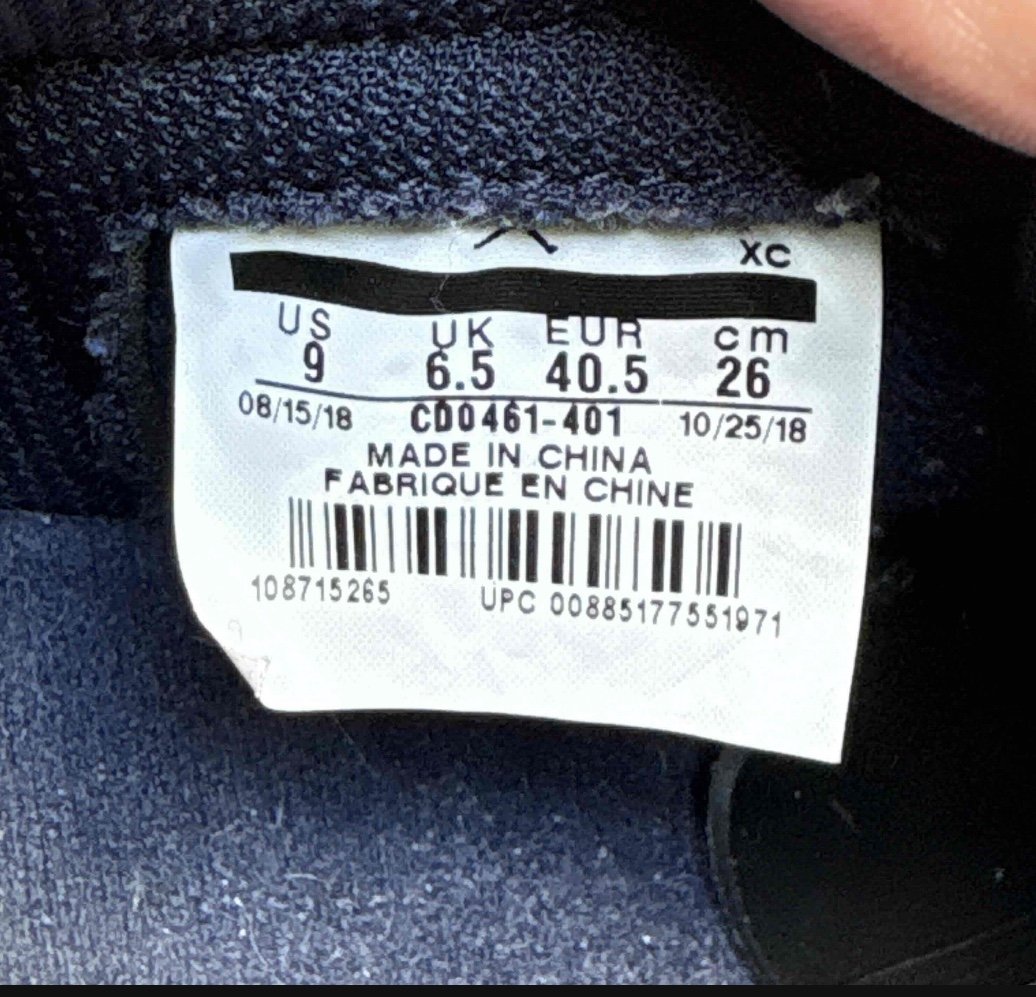 XC
US UK EUR cm
9 6.5 40.5 26
08/15/18 CD0461-401 10/25/18
MADE IN CHINA
FABRIQUE EN CHINE
108715265 UPC 00885177551971